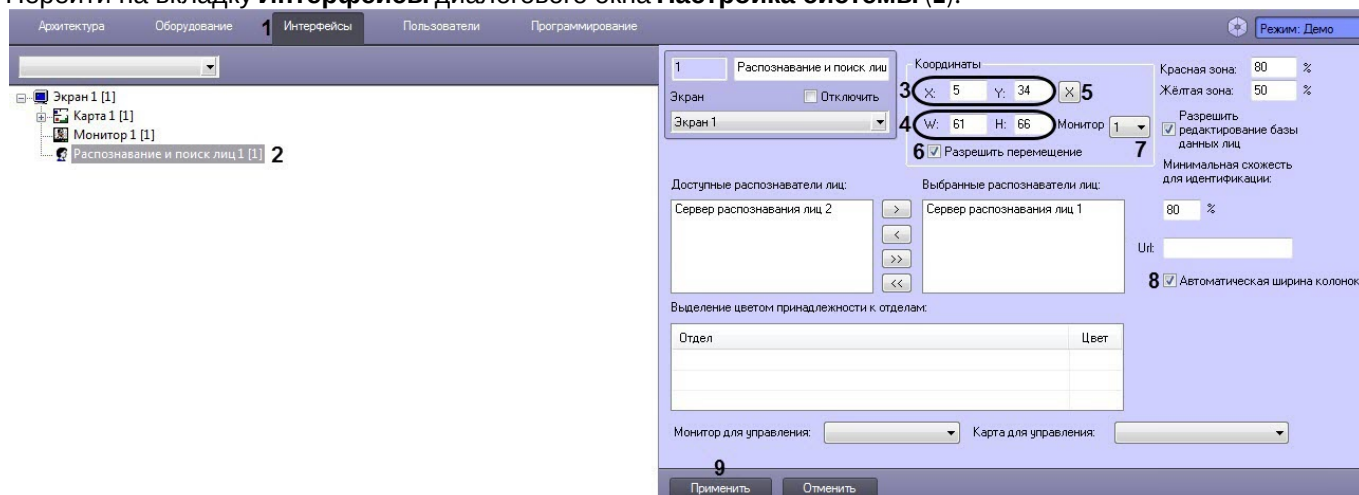 Перейти на вкладку Интерфейсы диалогового окна Настройка системы (1).
Архитектура Оборудование 1 Интерфейсы Пользователи Программирование Режим: Демо
Экран 1 [1]
Карта 1 [1]
Монитор 1 [1]
Распознавание и поиск лиц 1 [1] 2
1 Распознавание и поиск лиц
Экран Отключить
Экран 1
Координаты
3 X: 5 Y: 34 X 5
4 W: 61 H: 66 Монитор 1
6 Разрешить перемещение 7
Красная зона: 80 %
Жёлтая зона: 50 %
Разрешить
редактирование базы
данных лиц
Минимальная схожесть
для идентификации:
80 %
Url:
8 Автоматическая ширина колонок
Доступные распознаватели лиц:
Сервер распознавания лиц 2
>
<
>>
<<
Выбранные распознаватели лиц:
Сервер распознавания лиц 1
Выделение цветом принадлежности к отделам:
Отдел Цвет
Монитор для управления: Карта для управления:
9
Применить Отменить